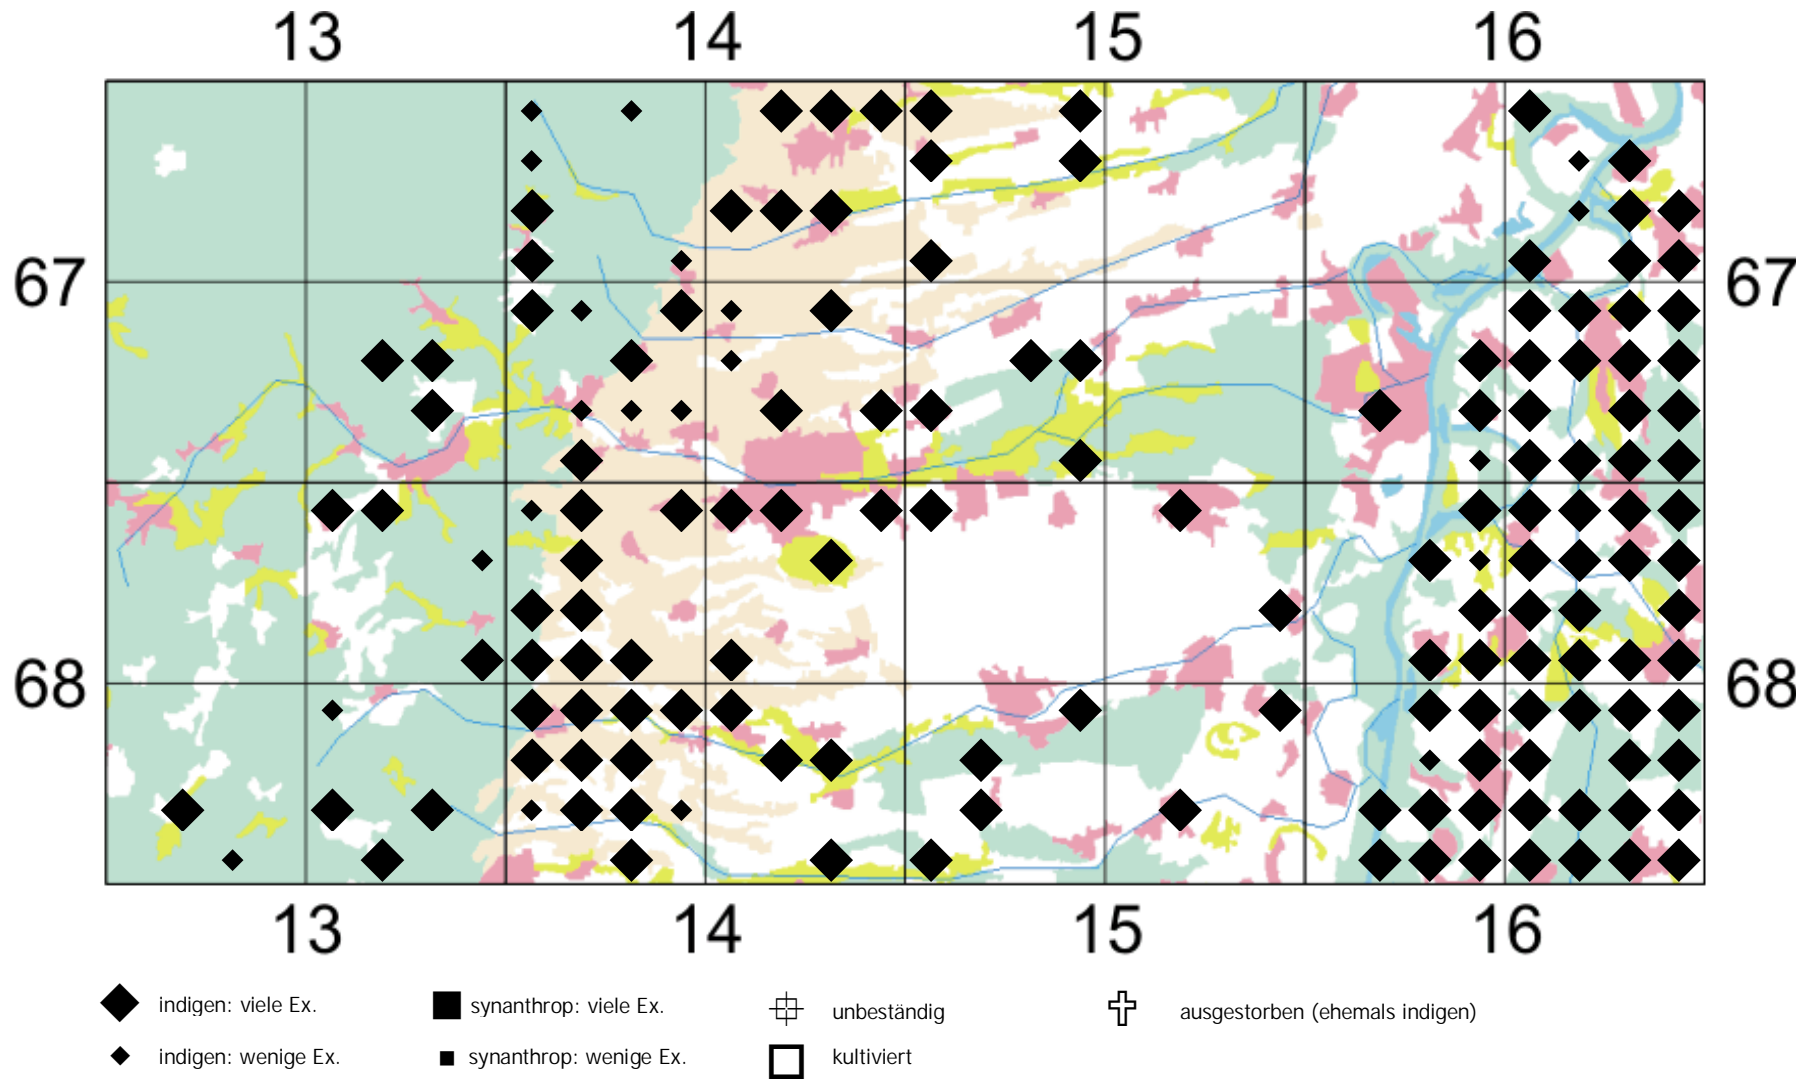 13 14 15 16
67 67
68 68
13 14 15 16
indigen: viele Ex. synanthrop: viele Ex. unbeständig ausgestorben (ehemals indigen)
indigen: wenige Ex. synanthrop: wenige Ex. kultiviert